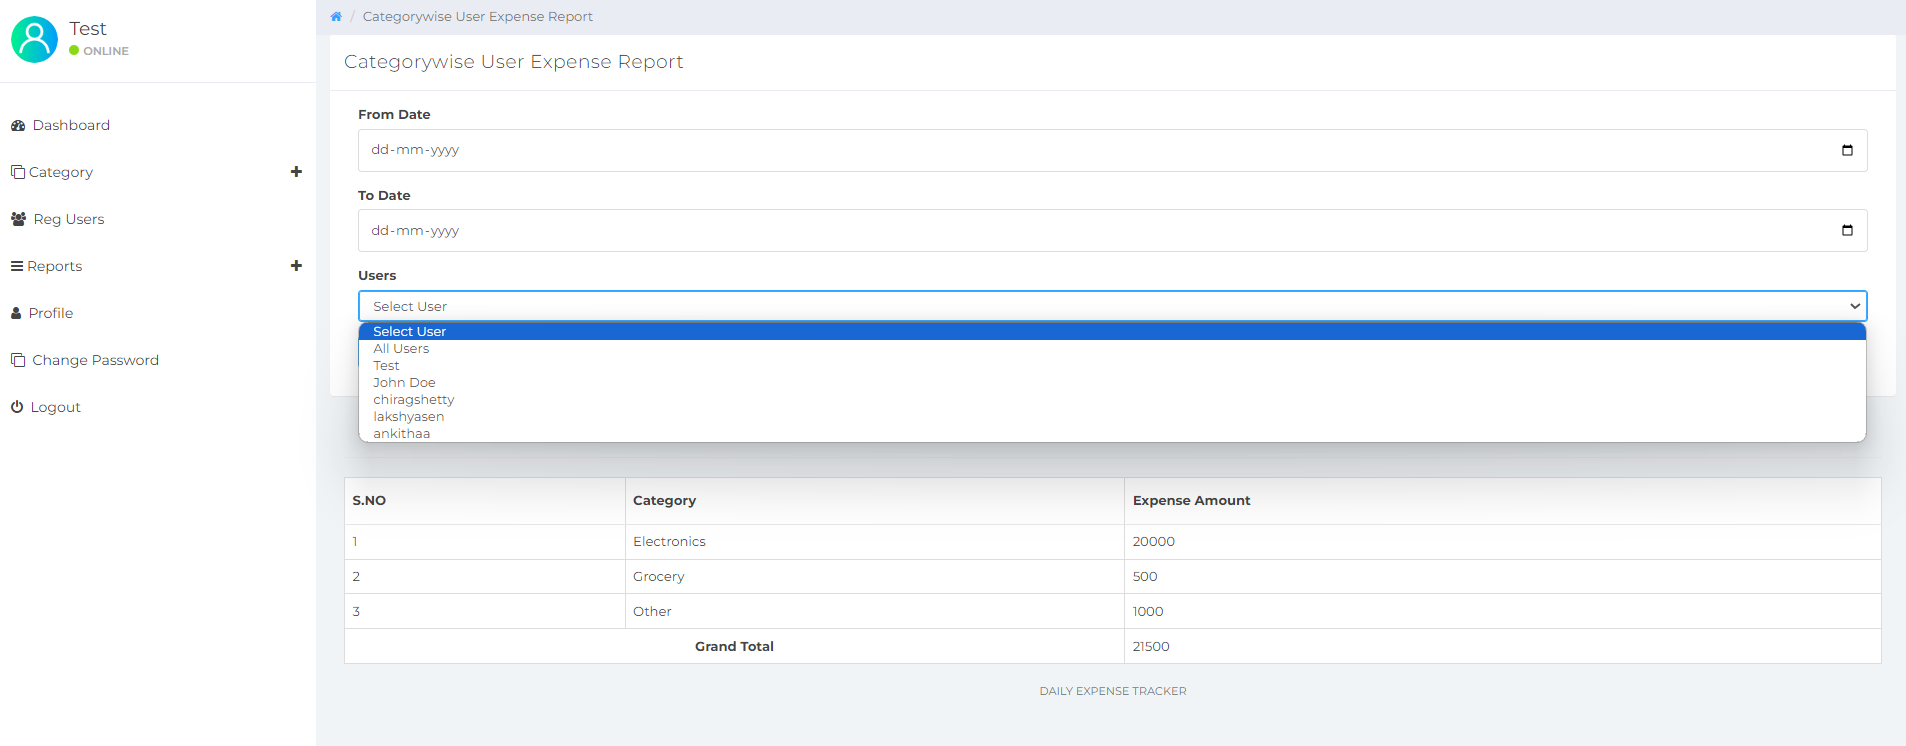 Test
ONLINE
Dashboard
Category
Reg Users
Reports
Profile
Change Password
Logout
/ Categorywise User Expense Report
Categorywise User Expense Report
From Date
dd-mm-yyyy
To Date
dd-mm-yyyy
Users
Select User
Select User
All Users
Test
John Doe
chiragshetty
lakshyasen
ankithaa
S.NO Category Expense Amount
1 Electronics 20000
2 Grocery 500
3 Other 1000
Grand Total 21500
DAILY EXPENSE TRACKER